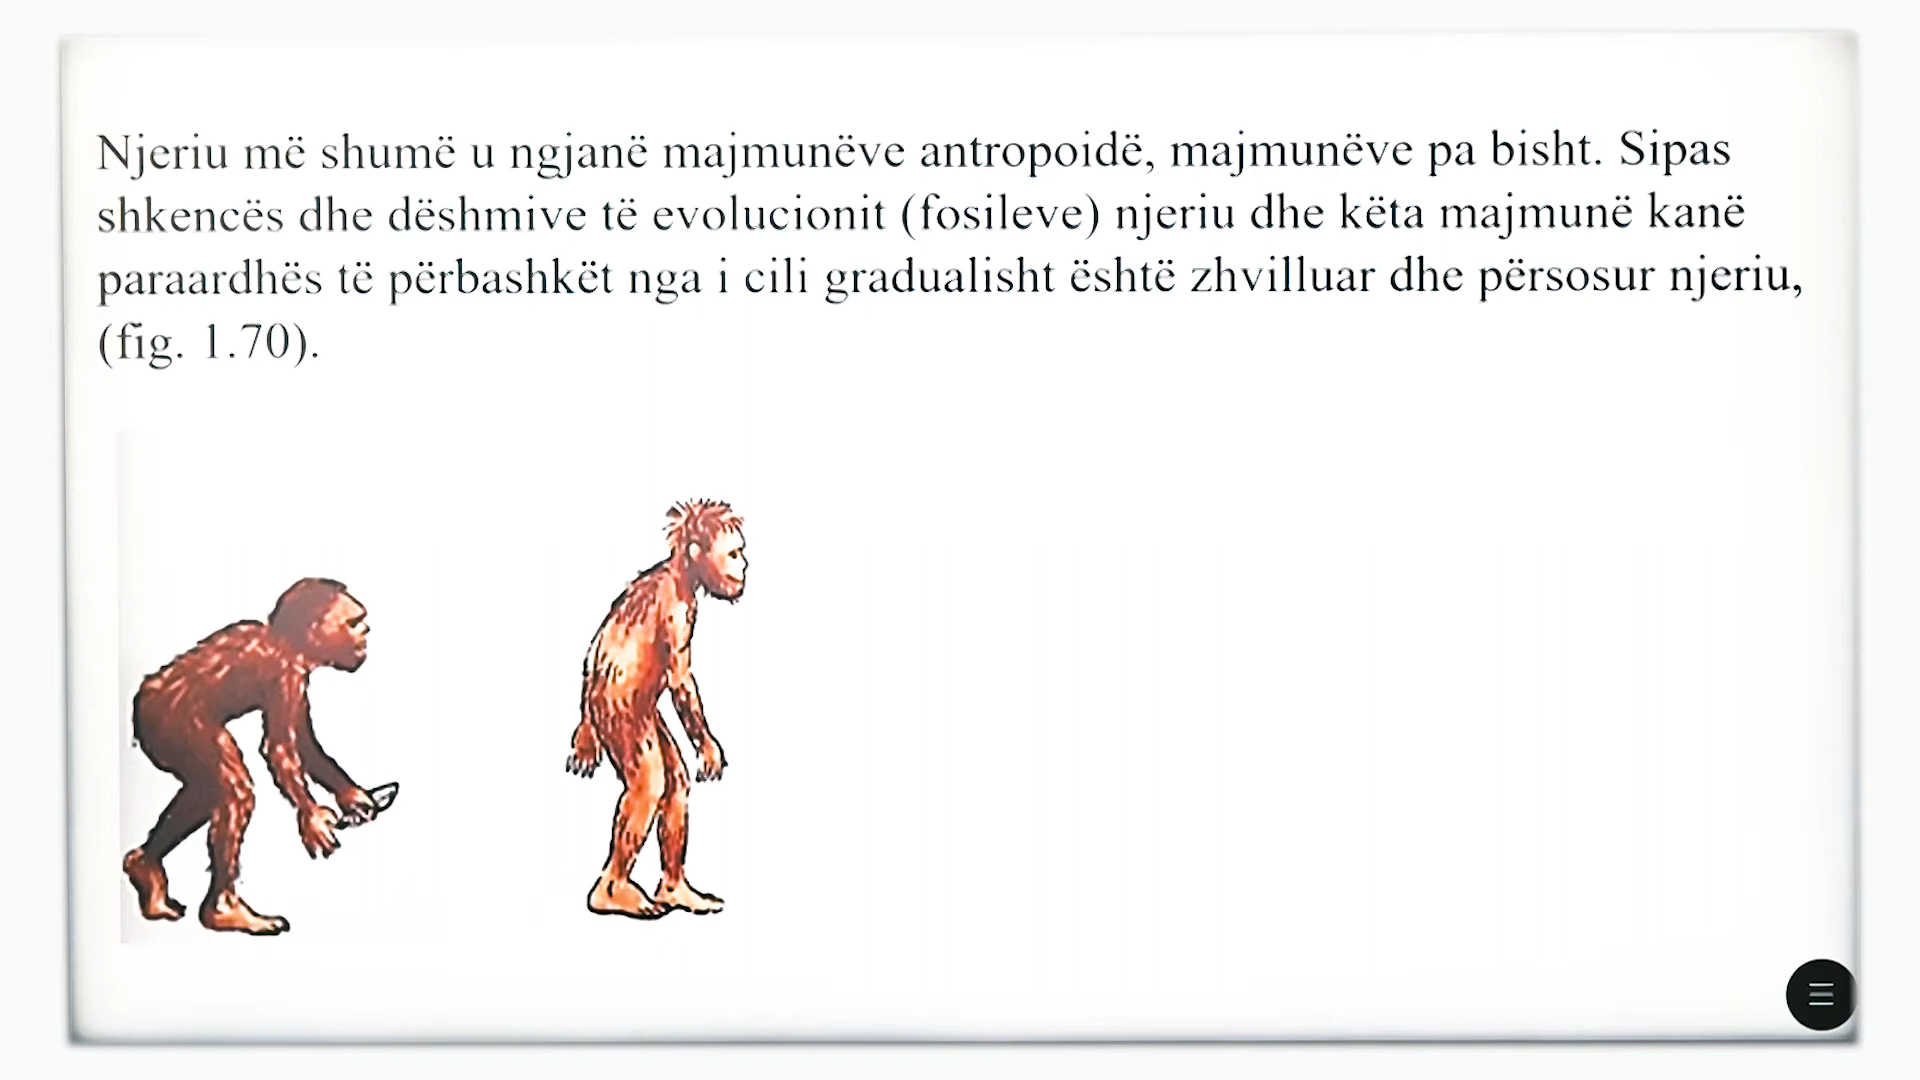 Njeriu më shumë u ngjanë majmunëve antropoidë, majmunëve pa bisht. Sipas
shkencës dhe dëshmive të evolucionit (fosileve) njeriu dhe këta majmunë kanë
paraardhës të përbashkët nga i cili gradualisht është zhvilluar dhe përsosur njeriu,
(fig. 1.70).